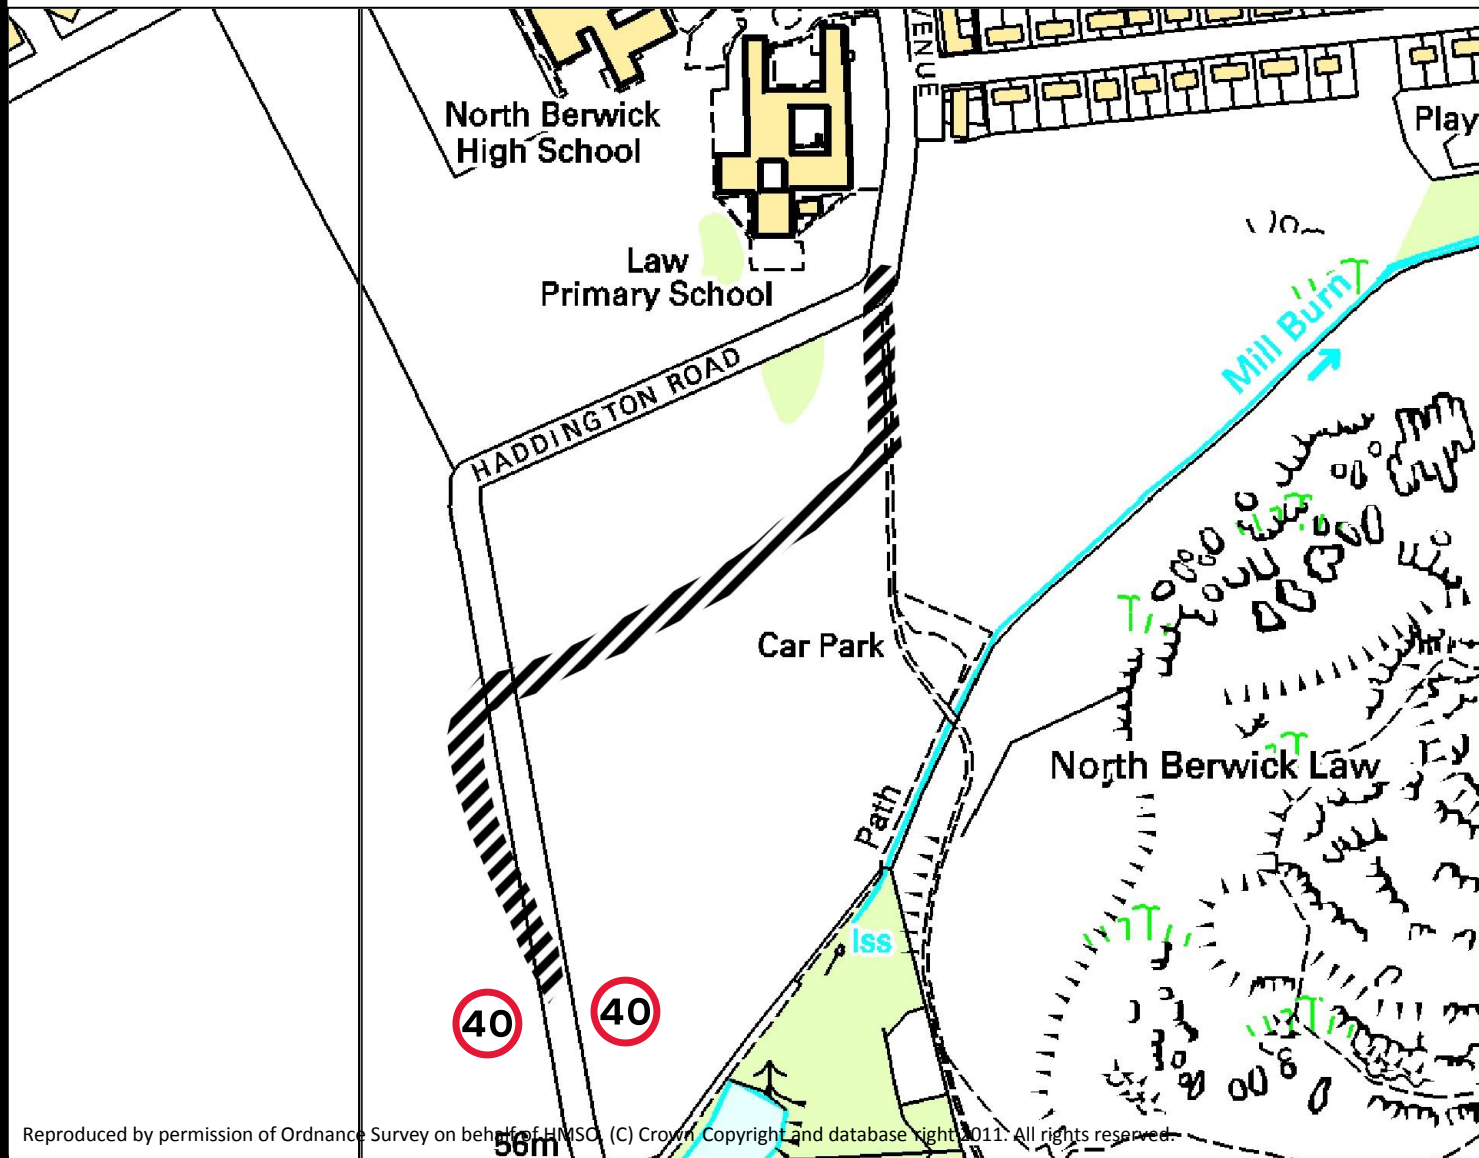 VENUE
North Berwick
High School
Play
Law
Primary School
Mill Burn
HADDINGTON ROAD
Car Park
North Berwick Law
Path
Iss
40
40
56m
Reproduced by permission of Ordnance Survey on behalf of HMSO. (C) Crown Copyright and database right 2011. All rights reserved.